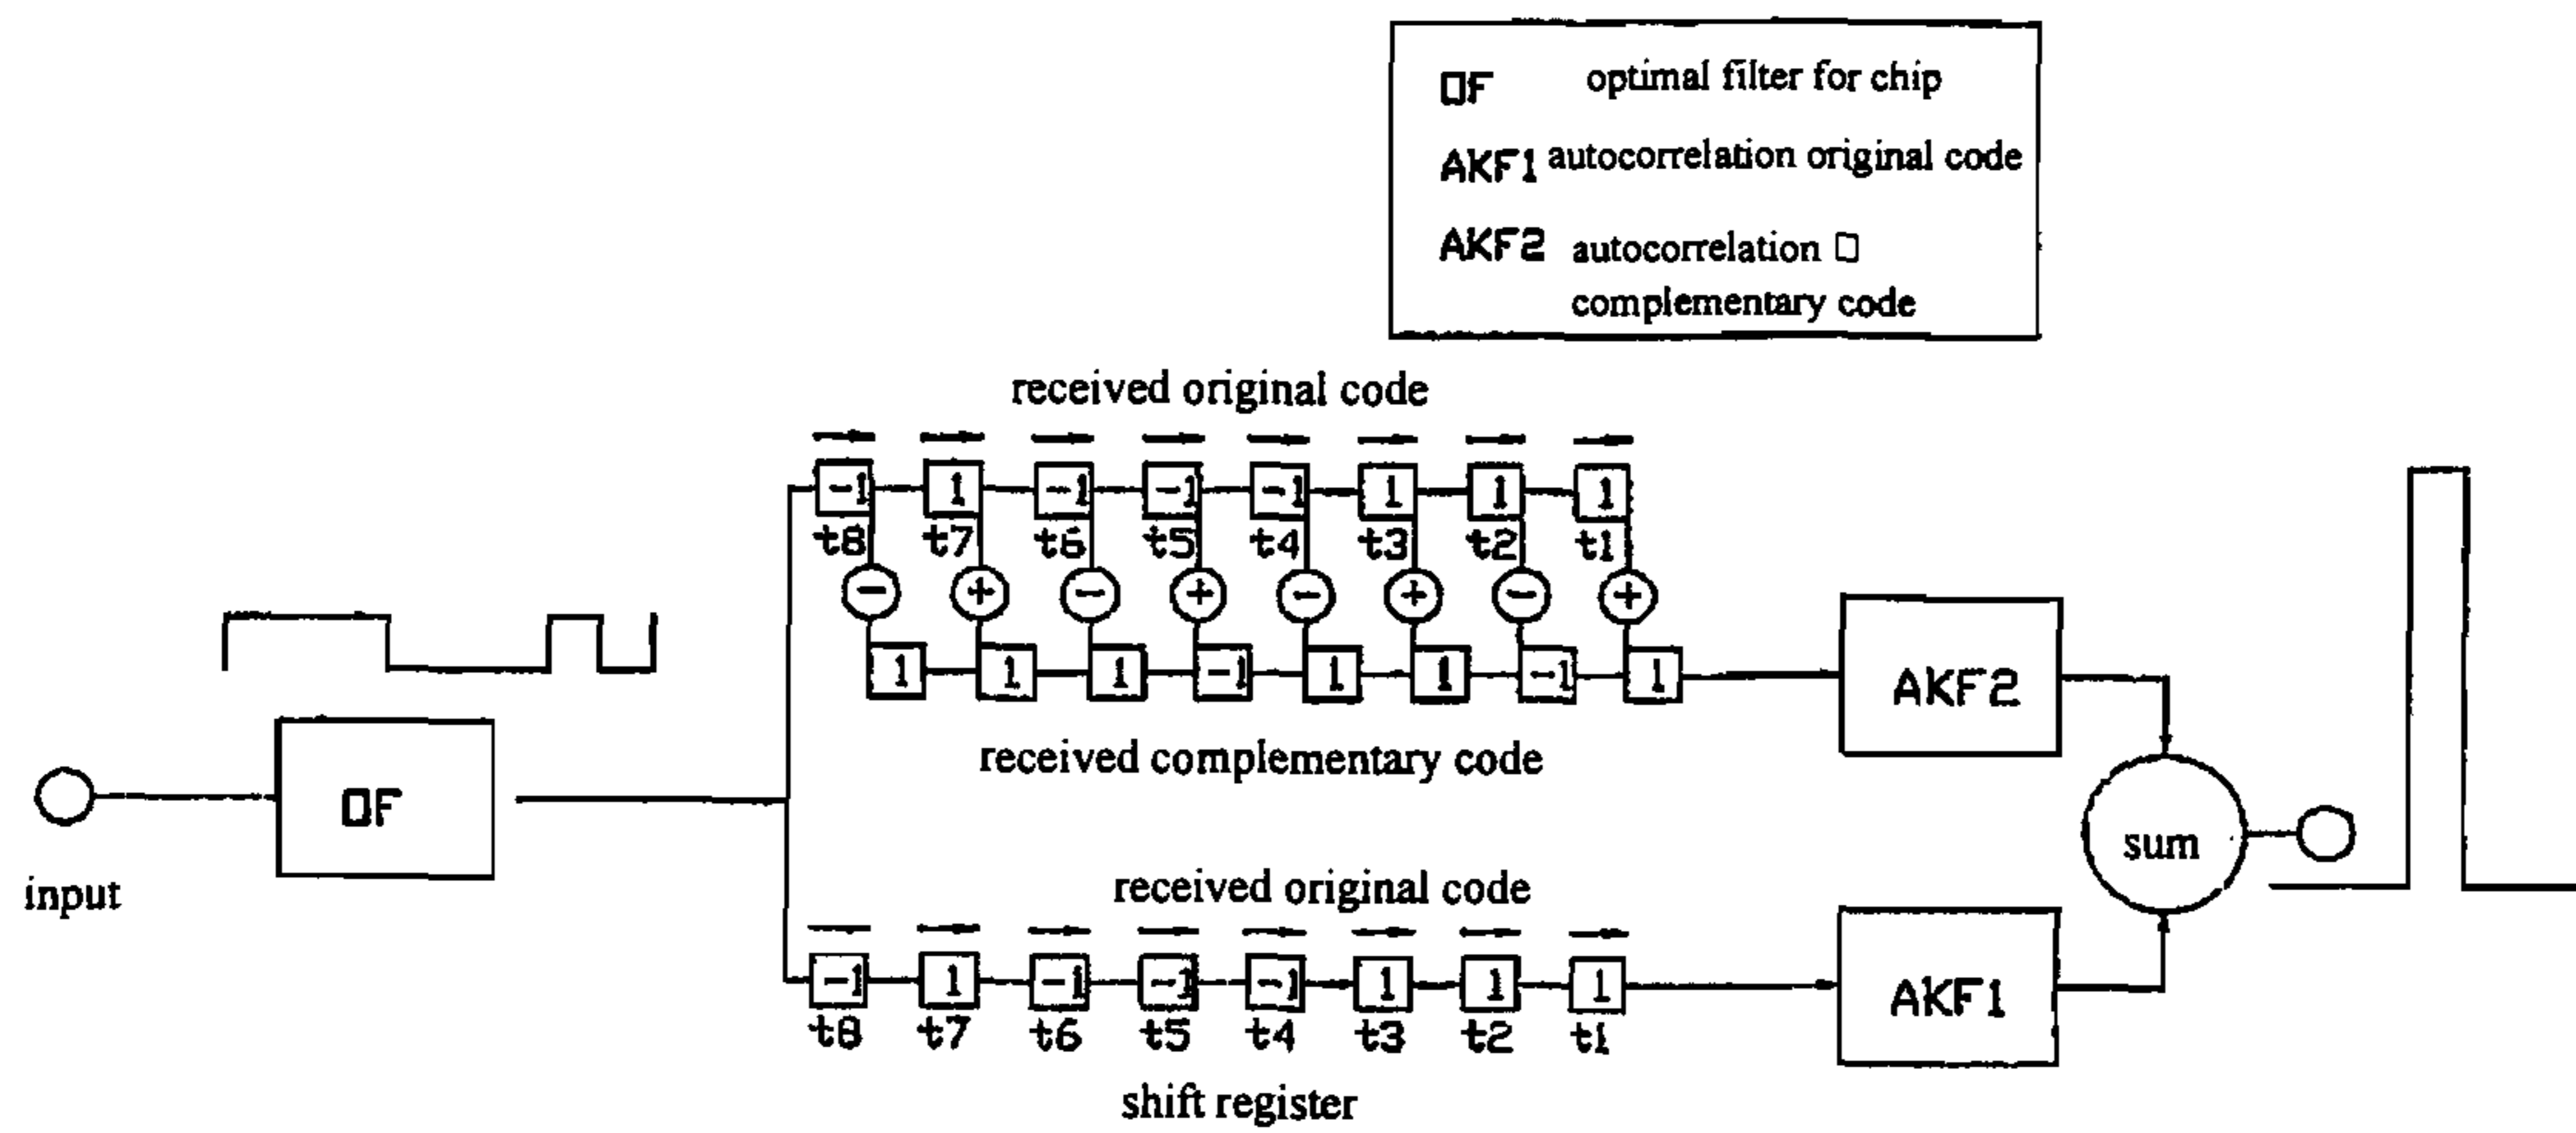 OF optimal filter for chip
AKF1 autocorrelation original code
AKF2 autocorrelation □
complementary code
received original code
-1 1 -1 -1 -1 1 1 1
t8 t7 t6 t5 t4 t3 t2 t1
- + - + - + - +
1 1 1 -1 1 1 -1 1
received complementary code
AKF2
OF
input
sum
received original code
-1 1 -1 -1 -1 1 1 1
t8 t7 t6 t5 t4 t3 t2 t1
AKF1
shift register